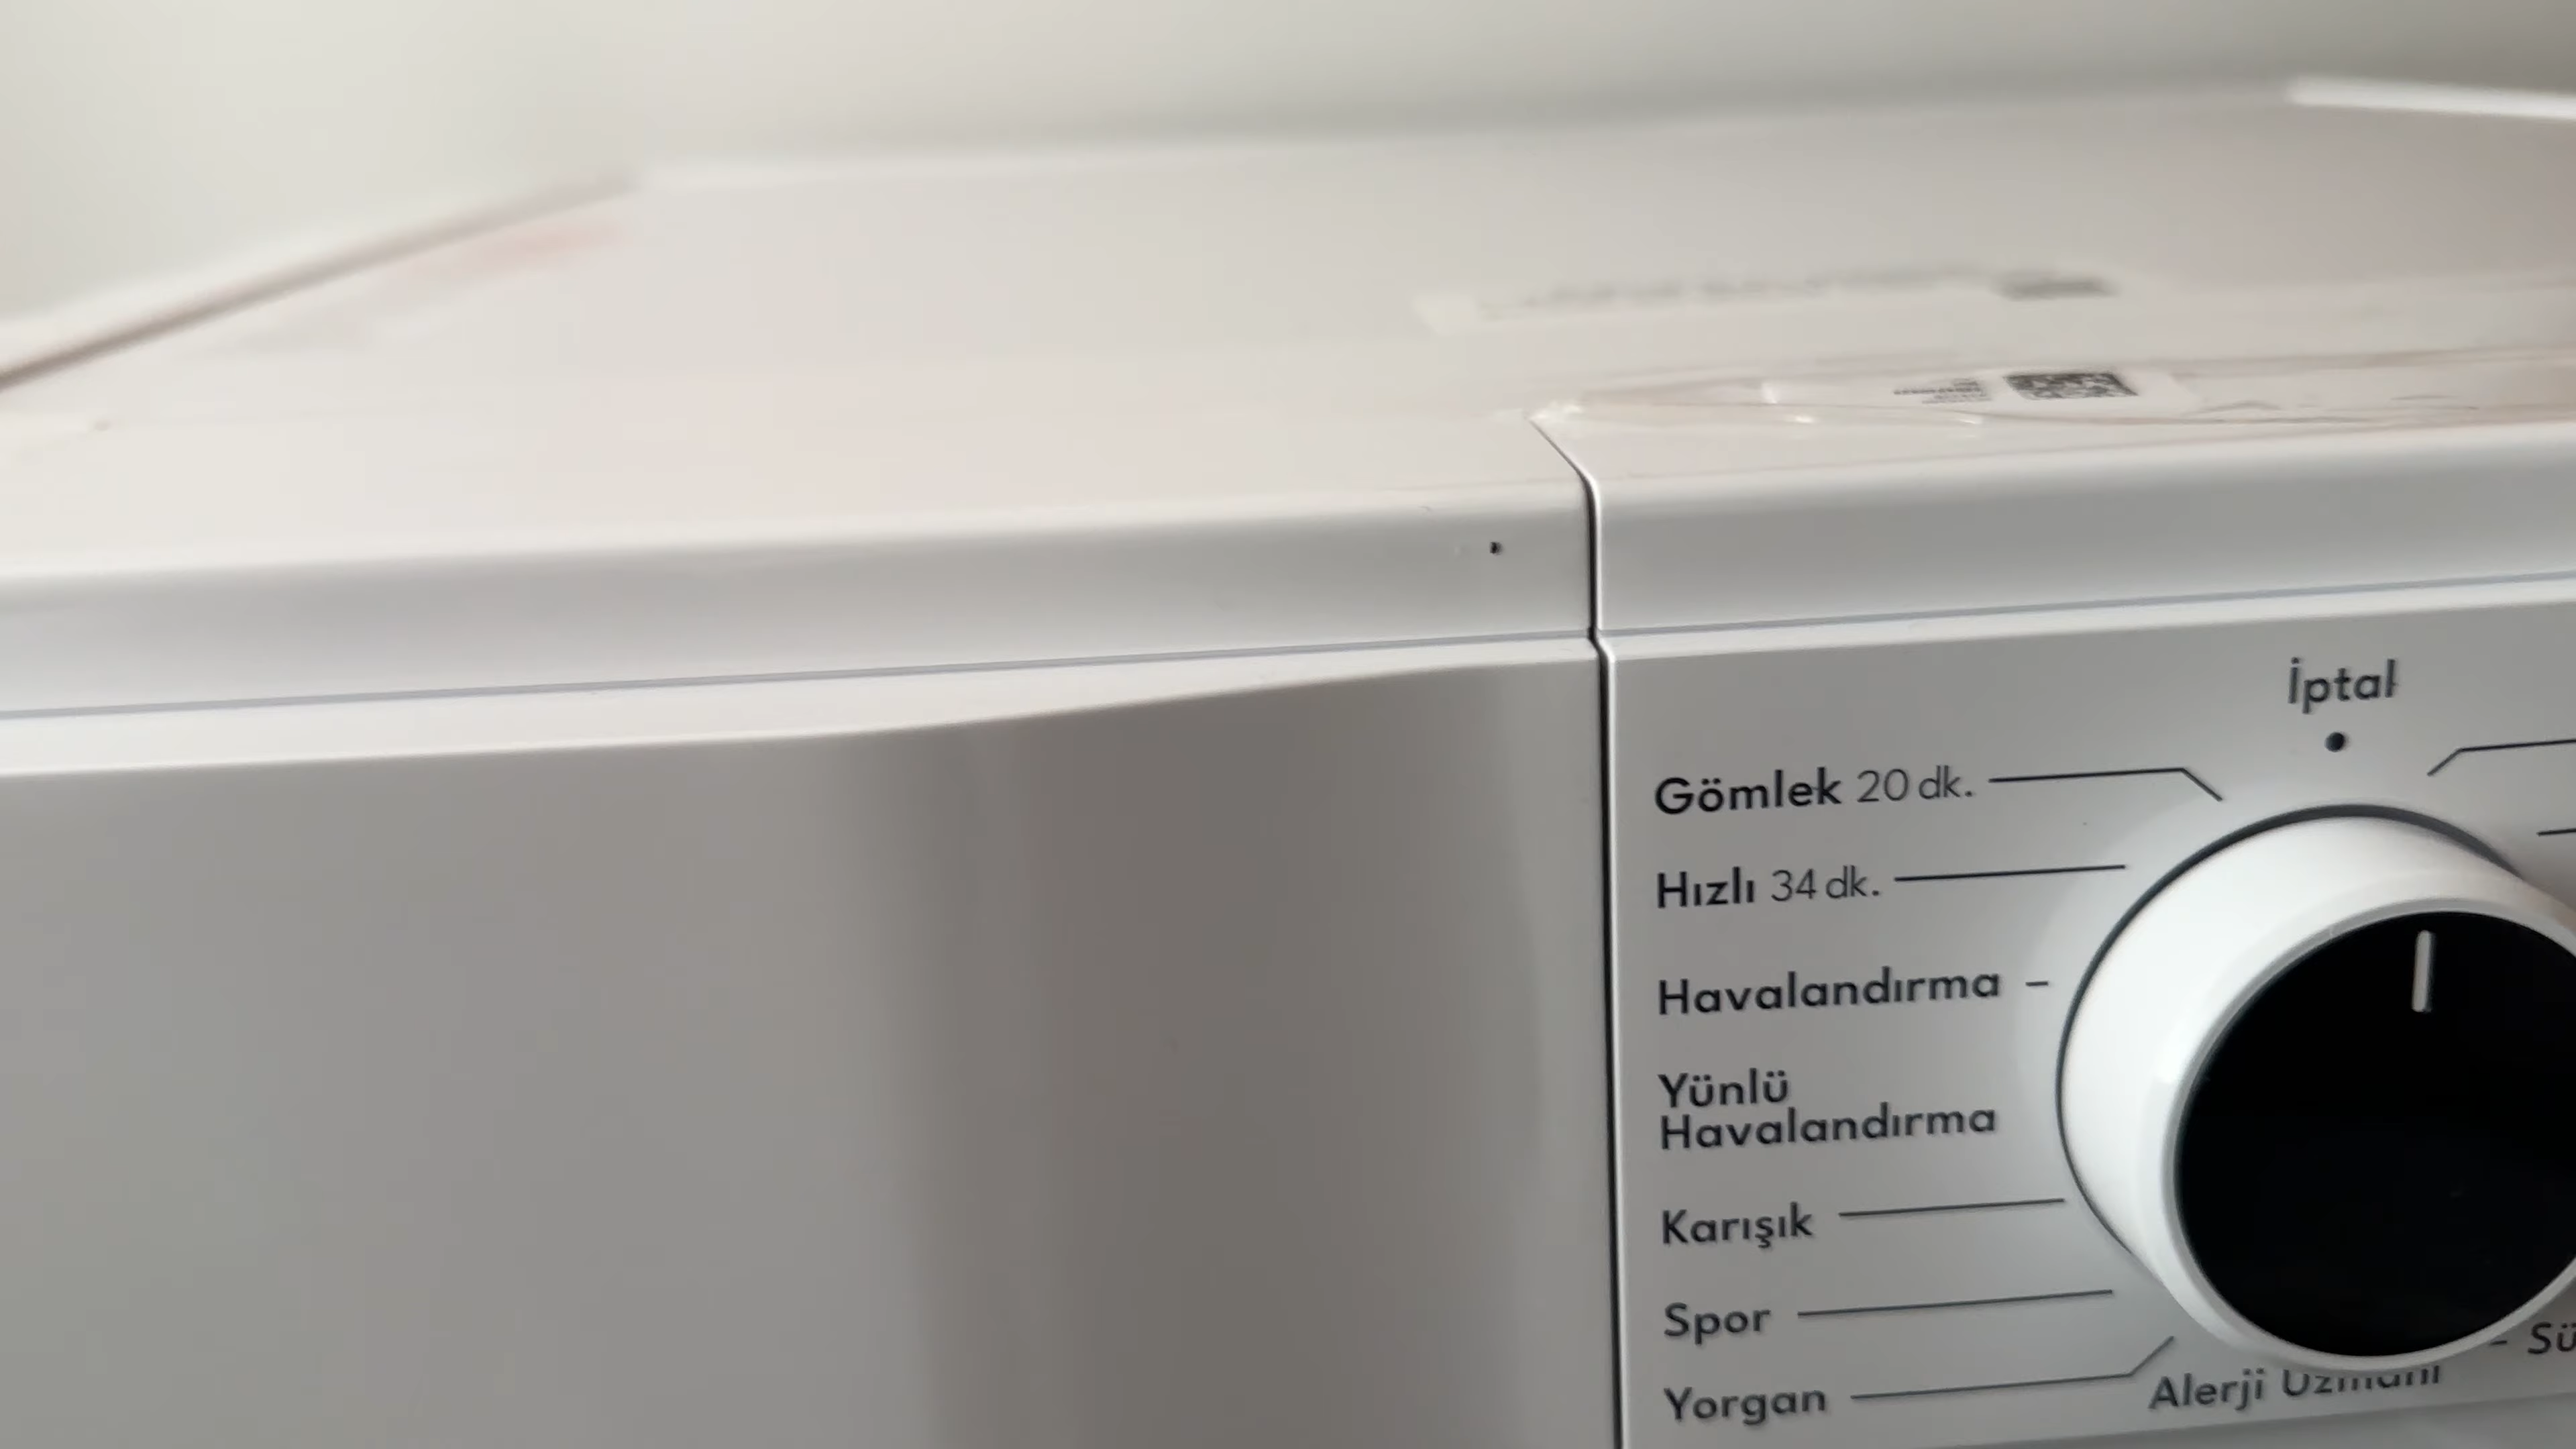 İptal
Gömlek 20 dk.
Hızlı 34 dk.
Havalandırma
Yünlü
Havalandırma
Karışık
Spor
Yorgan
Alerji Uzmanı